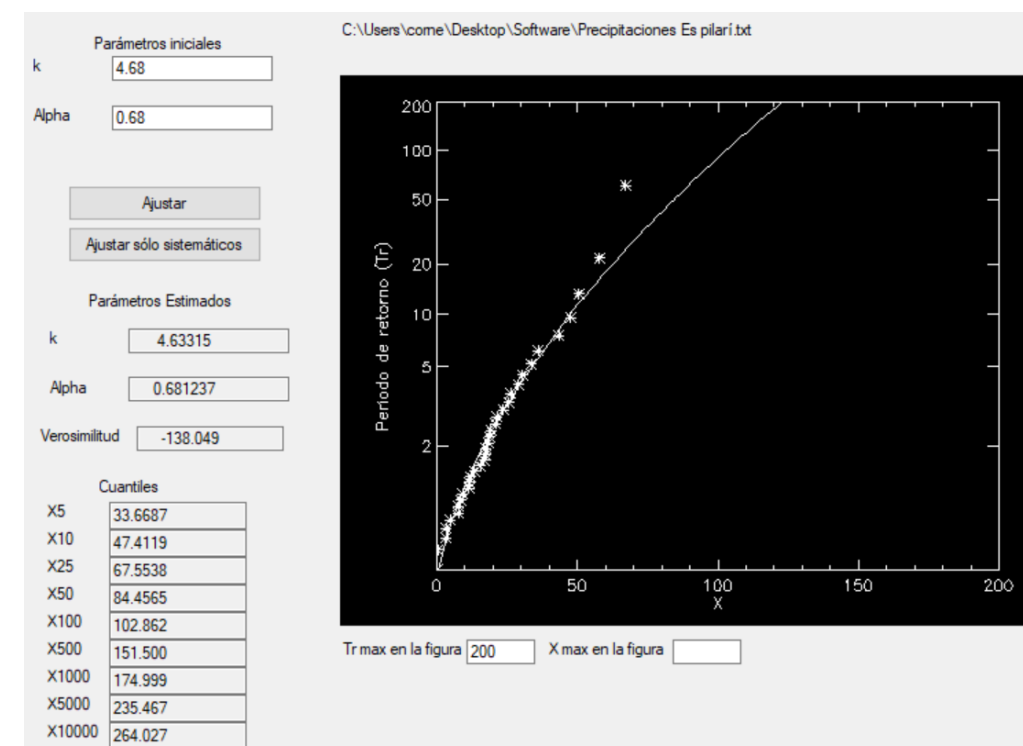 C:\Users\corne\Desktop\Software\Precipitaciones Es pilarí.txt
Parámetros iniciales
k 4.68
Alpha 0.68
Ajustar
Ajustar sólo sistemáticos
Parámetros Estimados
k 4.63315
Alpha 0.681237
Verosimilitud -138.049
Cuantiles
X5 33.6687
X10 47.4119
X25 67.5538
X50 84.4565
X100 102.862
X500 151.500
X1000 174.999
X5000 235.467
X10000 264.027
Periodo de retorno (Tr)
200
100
50
20
10
5
2
0 50 100 150 200
X
Tr max en la figura 200 X max en la figura